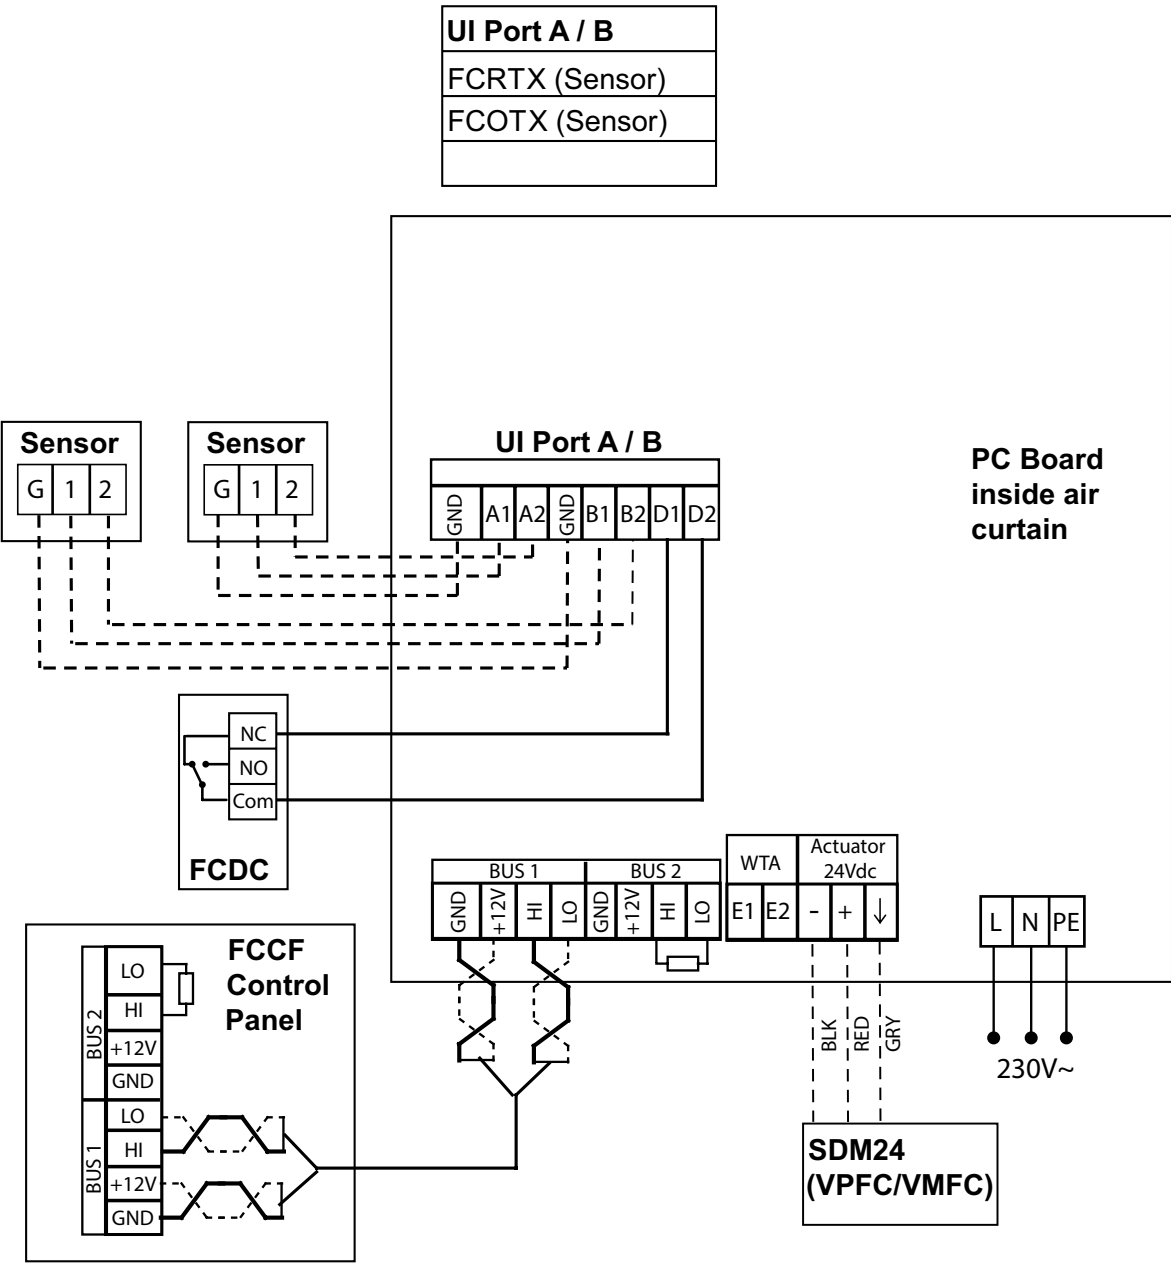 UI Port A / B
FCRTX (Sensor)
FCOTX (Sensor)
Sensor
G 1 2
Sensor
G 1 2
UI Port A / B
GND A1 A2 GND B1 B2 D1 D2
PC Board
inside air
curtain
NC
NO
Com
FCDC
BUS 1 BUS 2
GND +12V HI LO GND +12V HI LO
WTA
E1 E2
Actuator
24Vdc
- + ↓
L N PE
230V~
BLK
RED
GRY
SDM24
(VPFC/VMFC)
FCCF
Control
Panel
BUS 2
LO
HI
+12V
GND
BUS 1
LO
HI
+12V
GND